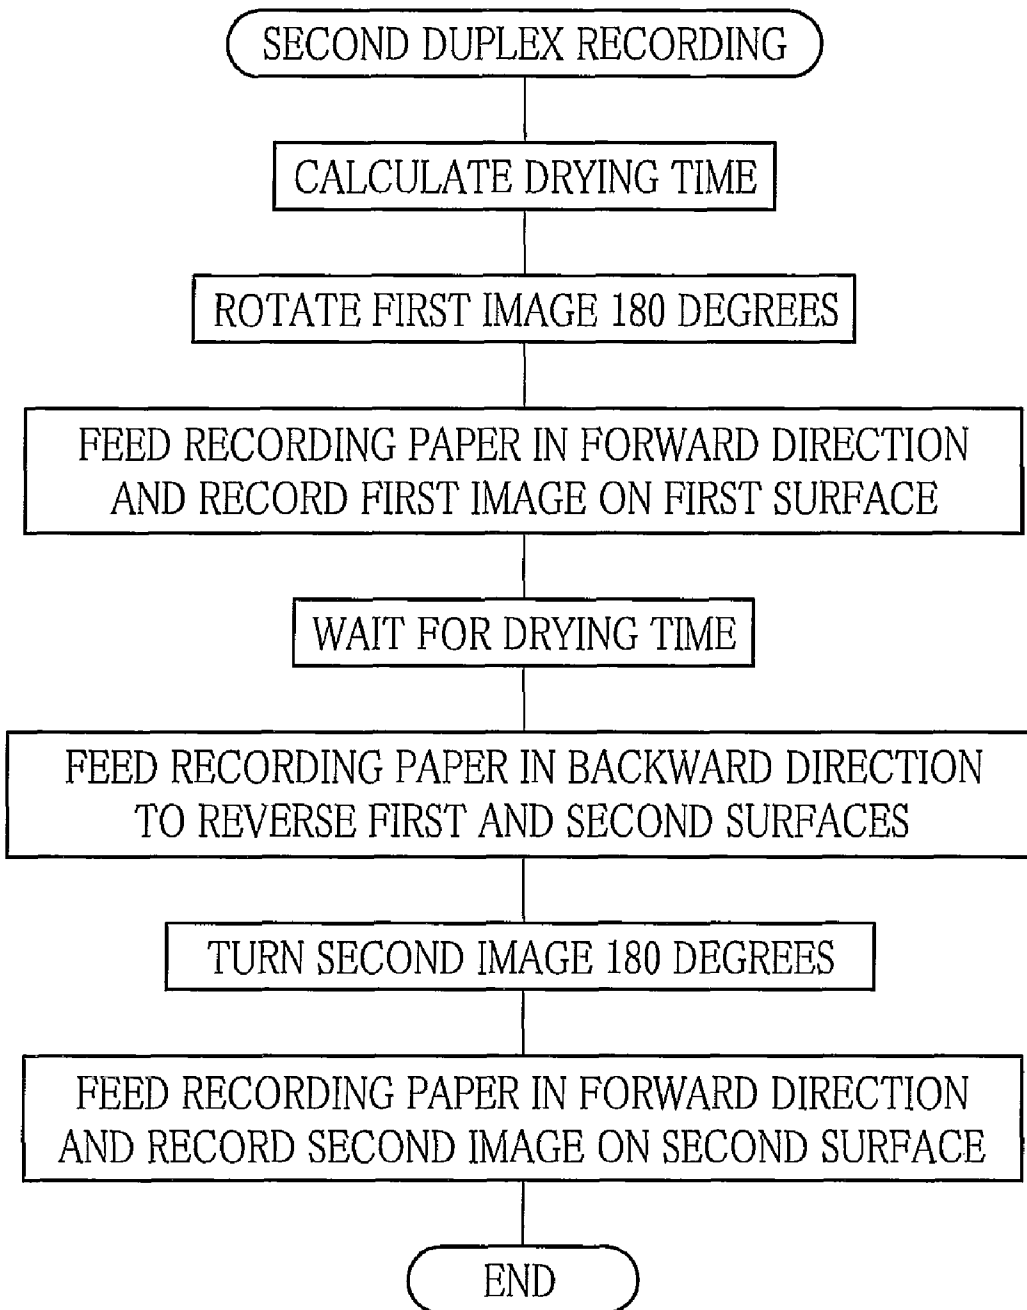 SECOND DUPLEX RECORDING
CALCULATE DRYING TIME
ROTATE FIRST IMAGE 180 DEGREES
FEED RECORDING PAPER IN FORWARD DIRECTION
AND RECORD FIRST IMAGE ON FIRST SURFACE
WAIT FOR DRYING TIME
FEED RECORDING PAPER IN BACKWARD DIRECTION
TO REVERSE FIRST AND SECOND SURFACES
TURN SECOND IMAGE 180 DEGREES
FEED RECORDING PAPER IN FORWARD DIRECTION
AND RECORD SECOND IMAGE ON SECOND SURFACE
END